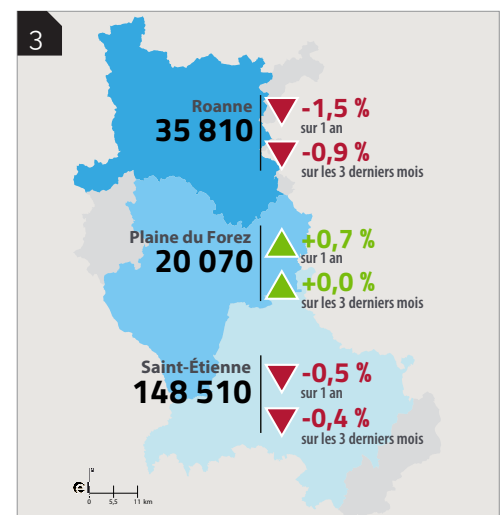 3
Roanne
35 810
-1,5 %
sur 1 an
-0,9 %
sur les 3 derniers mois
Plaine du Forez
20 070
+0,7 %
sur 1 an
+0,0 %
sur les 3 derniers mois
Saint-Étienne
148 510
-0,5 %
sur 1 an
-0,4 %
sur les 3 derniers mois
0 5,5 11 km